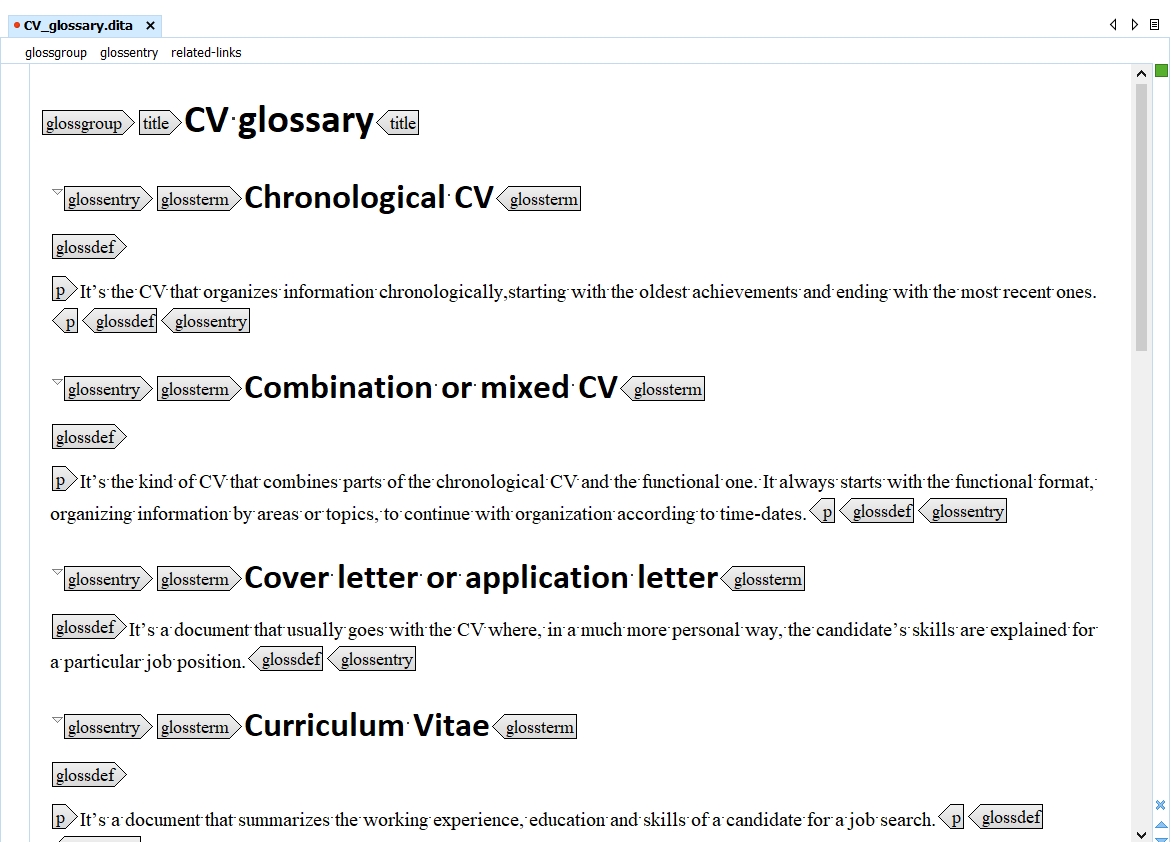 CV_glossary.dita
glossgroup glossentry related-links
glossgroup title CV glossary title
glossentry glossterm Chronological CV glossterm
glossdef
p It’s the CV that organizes information chronologically,starting with the oldest achievements and ending with the most recent ones.
p glossdef glossentry
glossentry glossterm Combination or mixed CV glossterm
glossdef
p It’s the kind of CV that combines parts of the chronological CV and the functional one. It always starts with the functional format,
organizing information by areas or topics, to continue with organization according to time-dates. p glossdef glossentry
glossentry glossterm Cover letter or application letter glossterm
glossdef It’s a document that usually goes with the CV where, in a much more personal way, the candidate’s skills are explained for
a particular job position. glossdef glossentry
glossentry glossterm Curriculum Vitae glossterm
glossdef
p It’s a document that summarizes the working experience, education and skills of a candidate for a job search. p glossdef